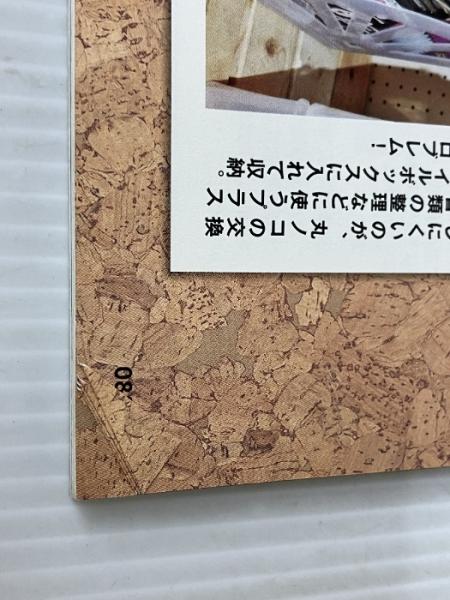 しにくいのが、丸ノコの交換
書類の整理などに使うプラス
イルボックスに入れて収納。
ロブレム！
80